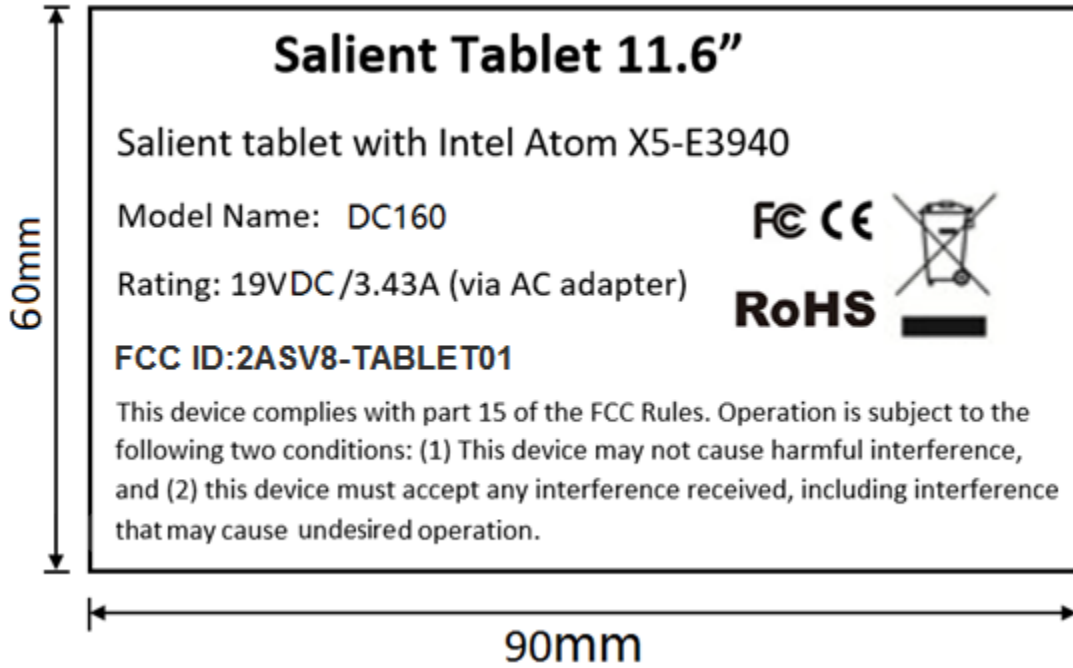 Salient Tablet 11.6”
Salient tablet with Intel Atom X5-E3940
Model Name: DC160
FC CE
Rating: 19VDC/3.43A (via AC adapter)
RoHS
FCC ID:2ASV8-TABLET01
This device complies with part 15 of the FCC Rules. Operation is subject to the
following two conditions: (1) This device may not cause harmful interference,
and (2) this device must accept any interference received, including interference
that may cause undesired operation.
60mm
90mm